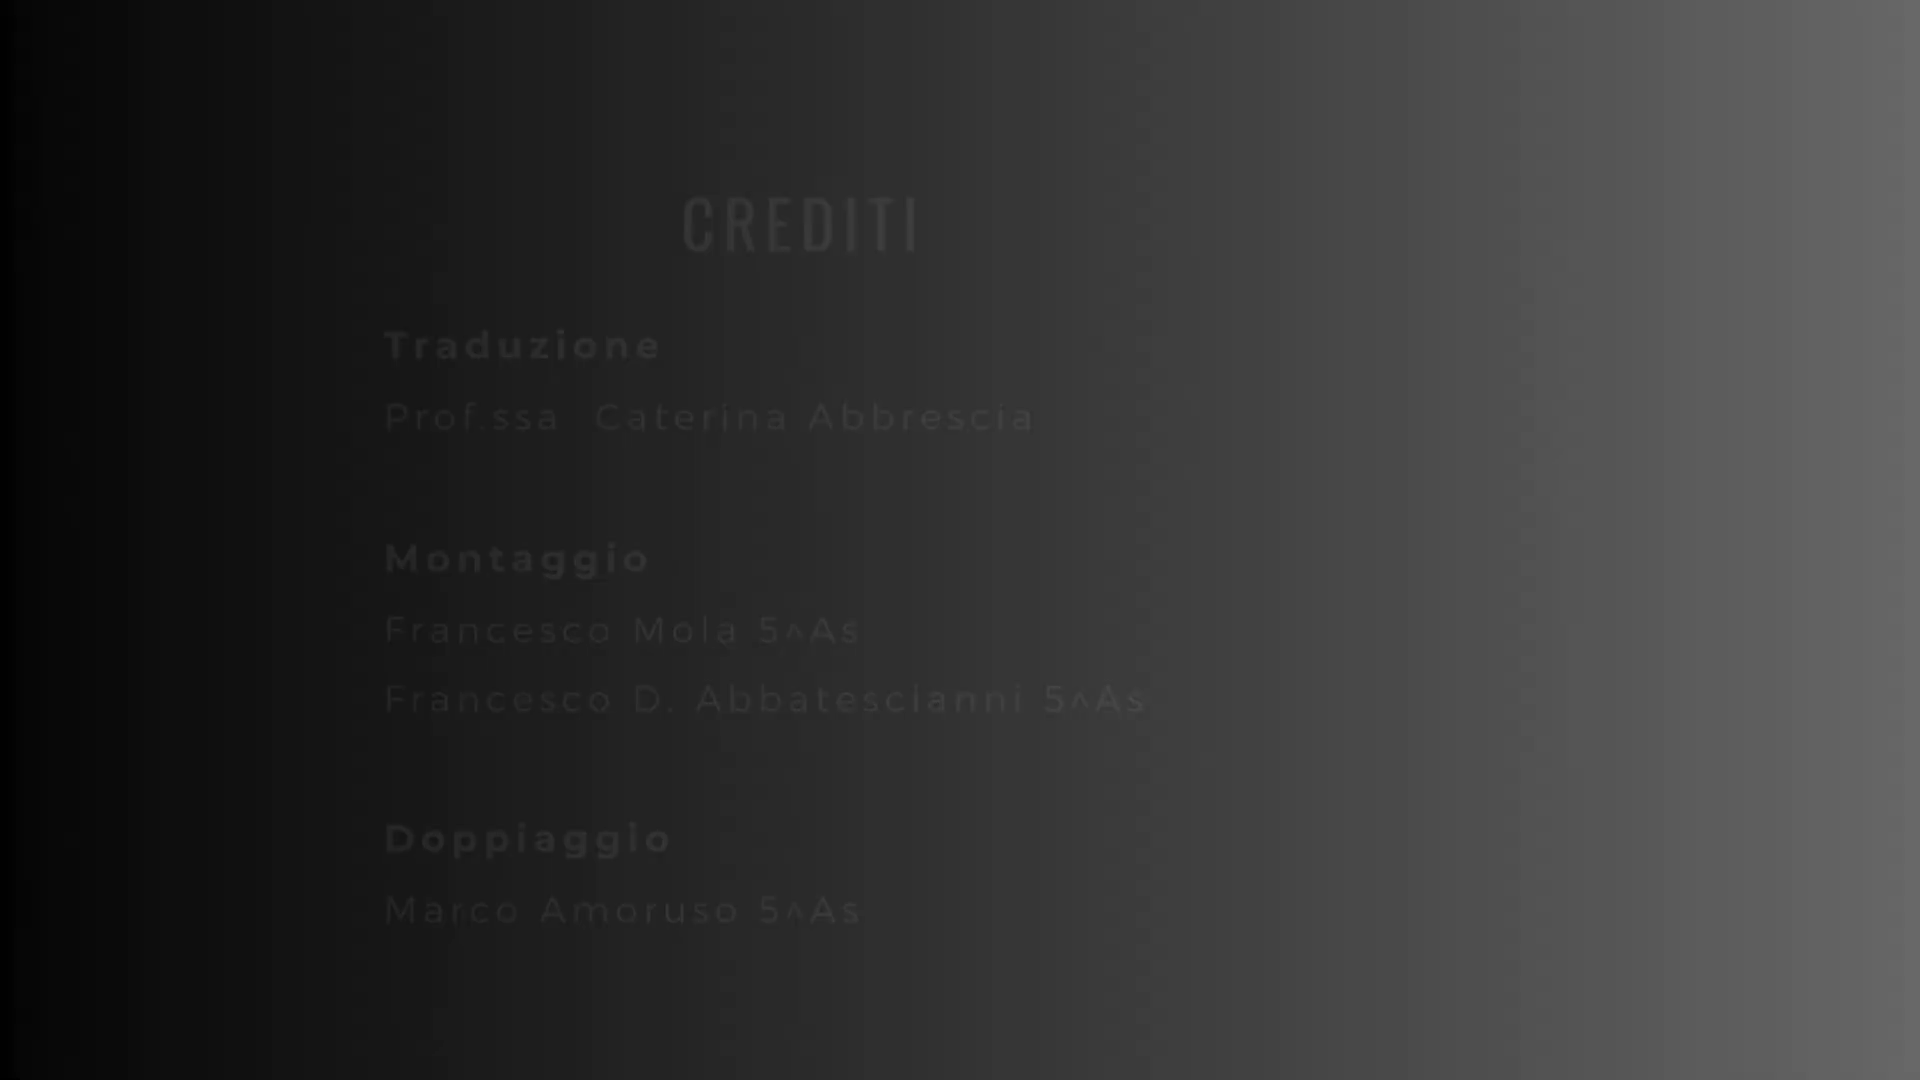 CREDITI
Traduzione
Prof.ssa Caterina Abbrescia
Montaggio
Francesco Mola 5^As
Francesco D. Abbatescianni 5^As
Doppiaggio
Marco Amoruso 5^As